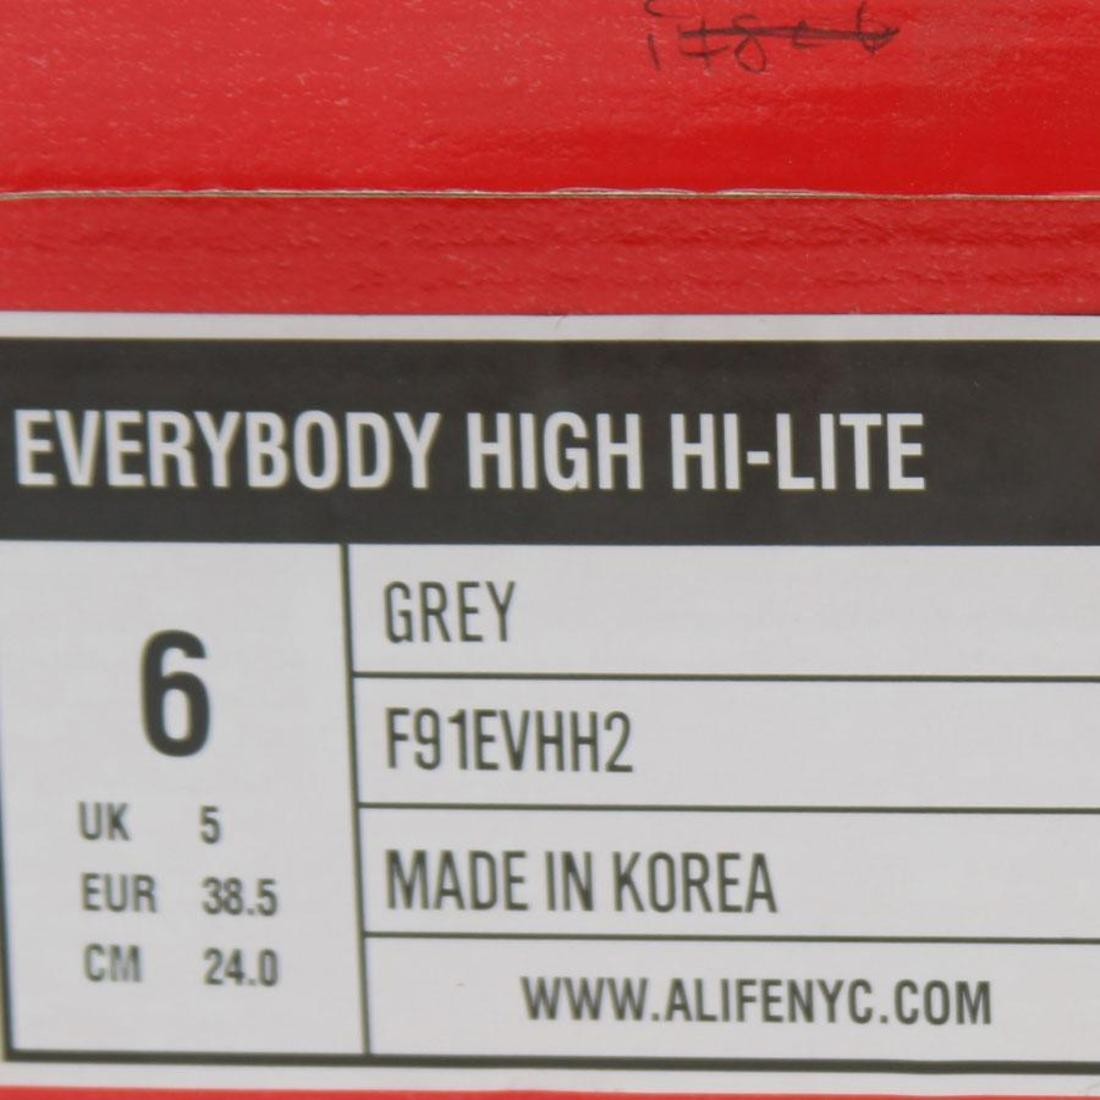 EVERYBODY HIGH HI-LITE
6
UK 5
EUR 38.5
CM 24.0
GREY
F91EVHH2
MADE IN KOREA
WWW.ALIFENYC.COM